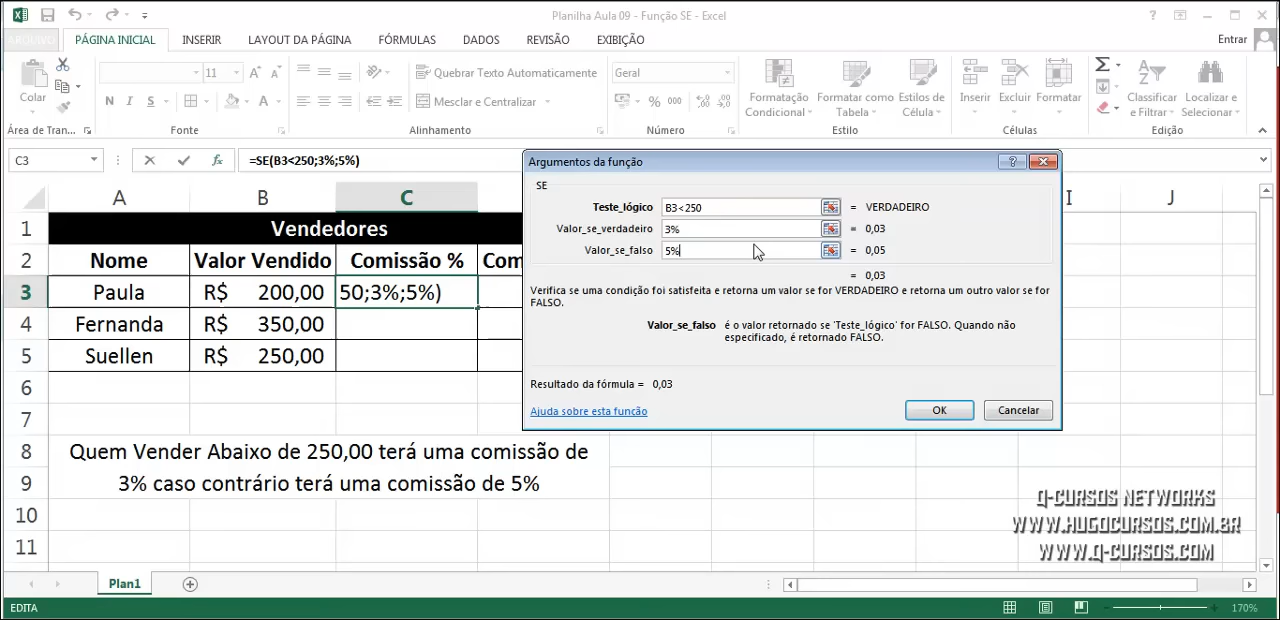 Planilha Aula 09 - Função SE - Excel
ARQUIVO PÁGINA INICIAL INSERIR LAYOUT DA PÁGINA FÓRMULAS DADOS REVISÃO EXIBIÇÃO Entrar
Colar
11
Quebrar Texto Automaticamente
Geral
N I S
Mesclar e Centralizar
% 000
Formatação Condicional
Formatar como Tabela
Estilos de Célula
Inserir Excluir Formatar
Classificar e Filtrar
Localizar e Selecionar
Área de Tran... Fonte Alinhamento Número Estilo Células Edição
C3 fx =SE(B3<250;3%;5%)
A B C I J
1 Vendedores
2 Nome Valor Vendido Comissão % Com
3 Paula R$ 200,00 50;3%;5%)
4 Fernanda R$ 350,00
5 Suellen R$ 250,00
6
7
8 Quem Vender Abaixo de 250,00 terá uma comissão de
9 3% caso contrário terá uma comissão de 5%
10
11
Argumentos da função
SE
Teste_lógico B3<250 = VERDADEIRO
Valor_se_verdadeiro 3% = 0,03
Valor_se_falso 5% = 0,05
= 0,03
Verifica se uma condição foi satisfeita e retorna um valor se for VERDADEIRO e retorna um outro valor se for
FALSO.
Valor_se_falso é o valor retornado se 'Teste_lógico' for FALSO. Quando não
especificado, é retornado FALSO.
Resultado da fórmula = 0,03
Ajuda sobre esta função OK Cancelar
Q-CURSOS NETWORKS
WWW.HUGOCURSOS.COM.BR
WWW.Q-CURSOS.COM
Plan1
EDITA 170%